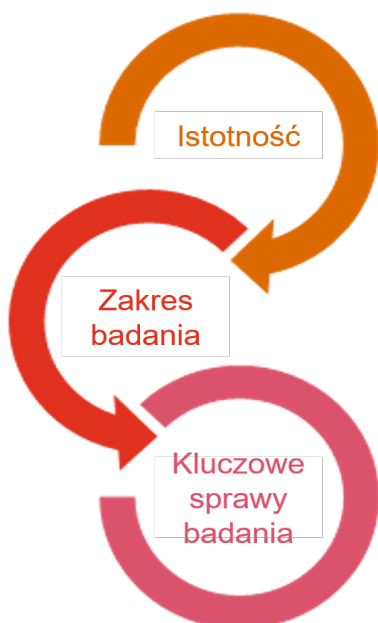 Istotność
Zakres
badania
Kluczowe
sprawy
badania